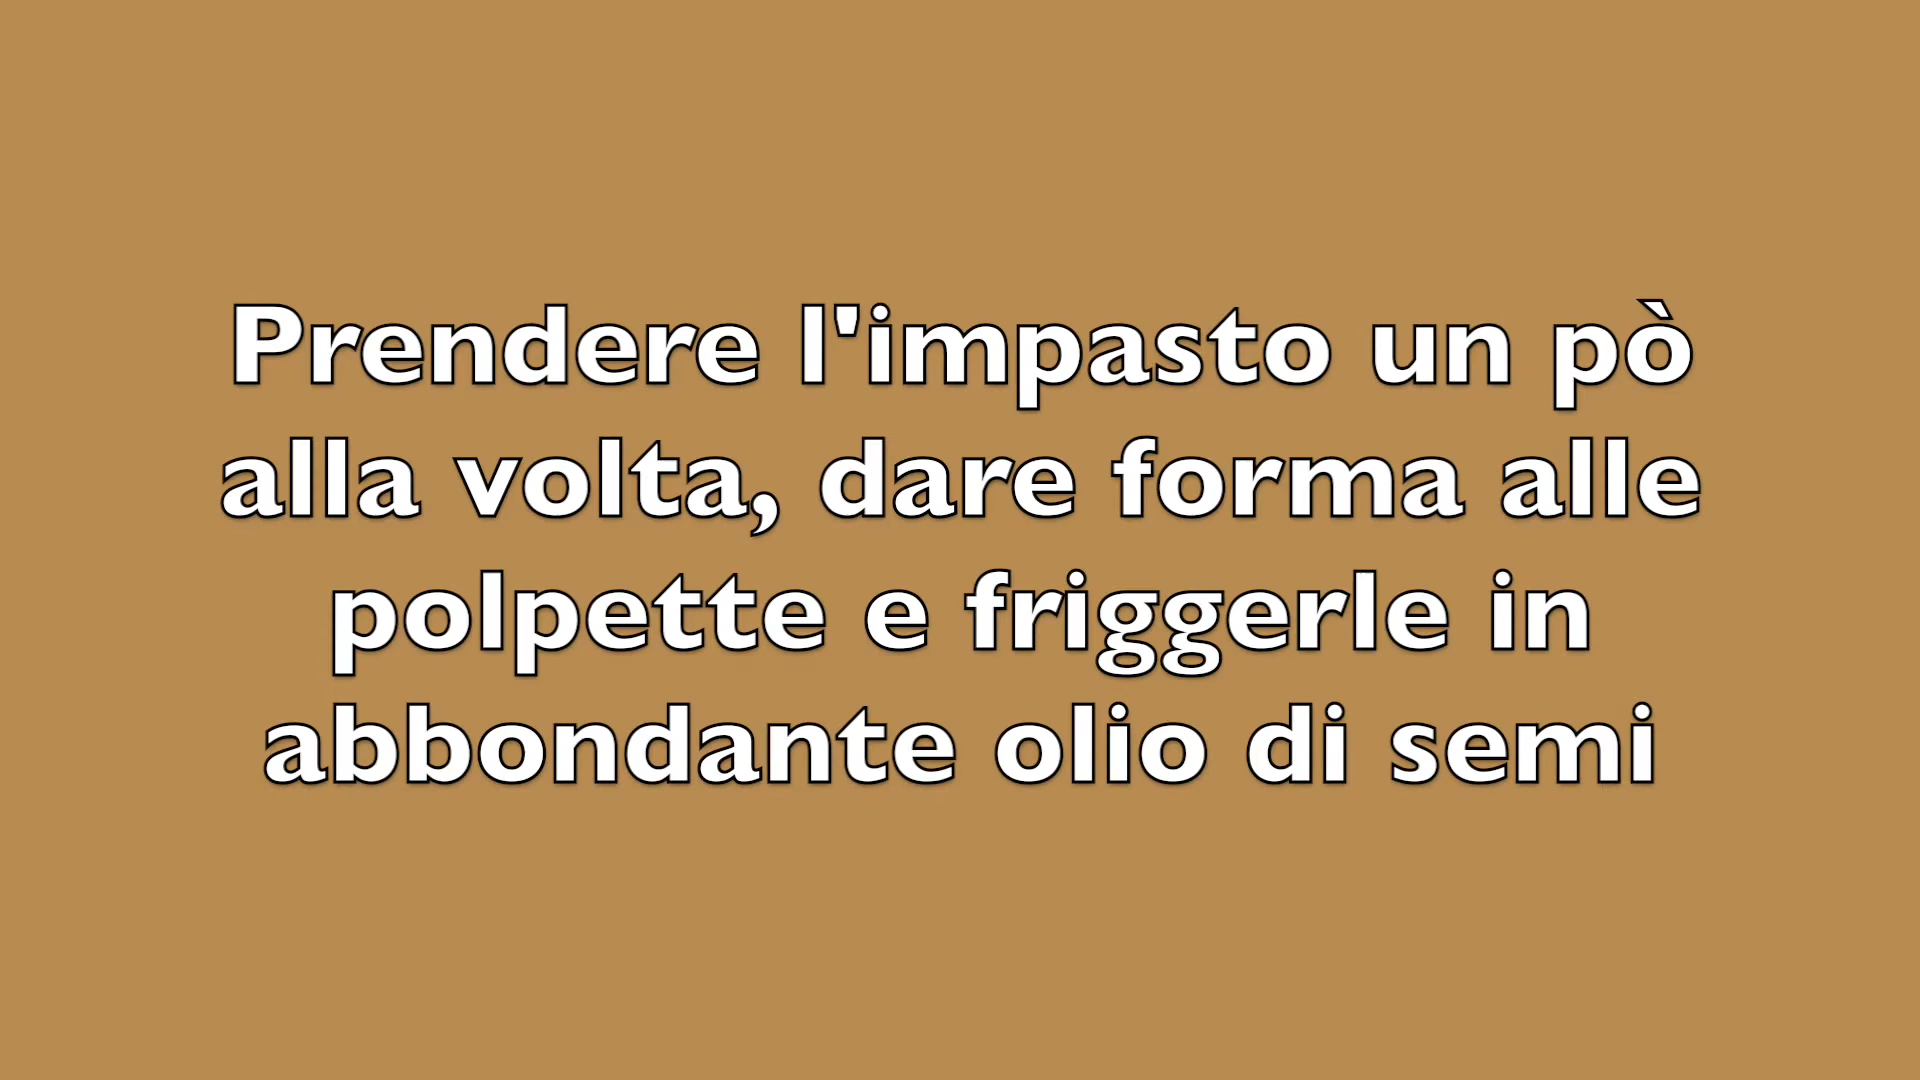 Prendere l'impasto un pò
alla volta, dare forma alle
polpette e friggerle in
abbondante olio di semi